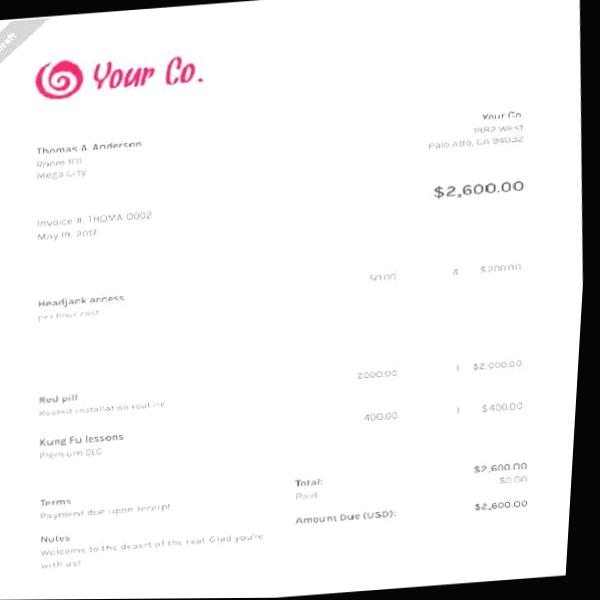 Draft
Your Co.
Your Co
1982 West
Palo Alto, CA 94032
Thomas A. Anderson
Room 1101
Mega City
$2,600.00
Invoice #: THOMA-0002
May 19, 2017
50.00 4 $200.00
Headjack access
per hour cost
2000.00 1 $2,000.00
Red pill
Rootkit installation routine
400.00 1 $400.00
Kung Fu lessons
Premium DLC
Total: $2,600.00
Paid: $0.00
Amount Due (USD): $2,600.00
Terms
Payment due upon receipt
Notes
Welcome to the desert of the real. Glad you're
with us!